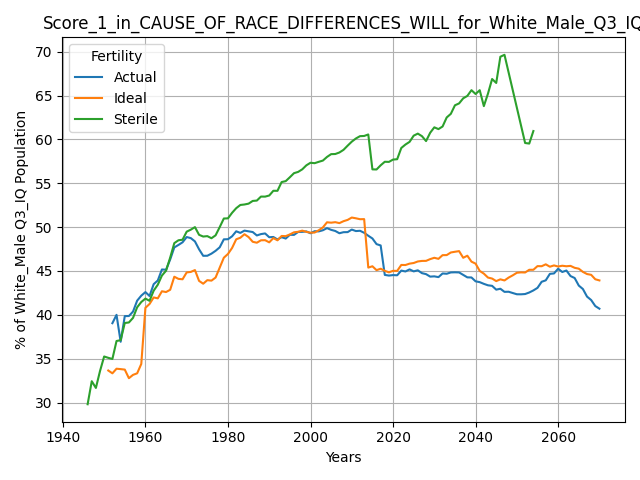 Score_1_in_CAUSE_OF_RACE_DIFFERENCES_WILL_for_White_Male_Q3_IQ
Fertility
Actual
Ideal
Sterile
% of White_Male Q3_IQ Population
70
65
60
55
50
45
40
35
30
1940 1960 1980 2000 2020 2040 2060
Years